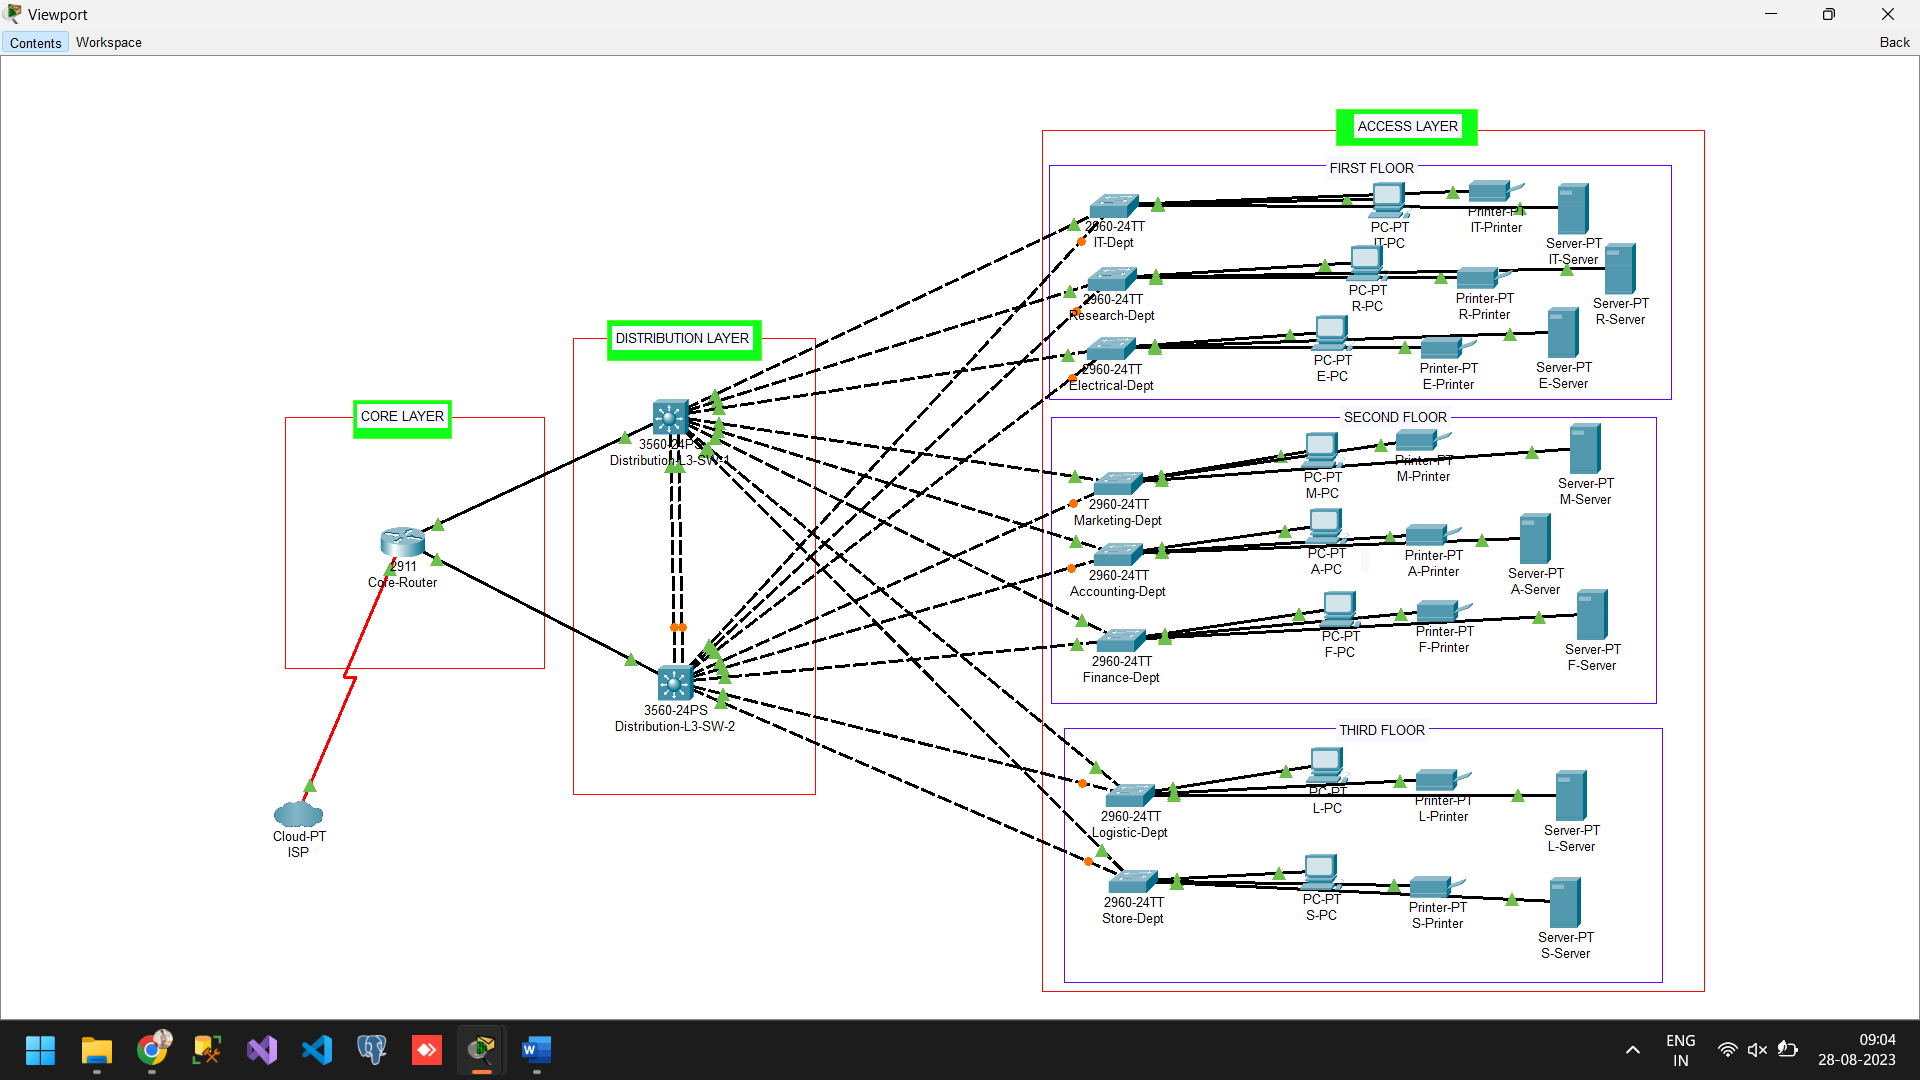 Viewport
Contents Workspace Back
ACCESS LAYER
FIRST FLOOR
2960-24TT
IT-Dept
PC-PT
IT-PC
Printer-PT
IT-Printer
Server-PT
IT-Server
2960-24TT
Research-Dept
PC-PT
R-PC
Printer-PT
R-Printer
Server-PT
R-Server
2960-24TT
Electrical-Dept
PC-PT
E-PC
Printer-PT
E-Printer
Server-PT
E-Server
DISTRIBUTION LAYER
3560-24PS
Distribution-L3-SW-1
3560-24PS
Distribution-L3-SW-2
CORE LAYER
2911
Core-Router
Cloud-PT
ISP
SECOND FLOOR
2960-24TT
Marketing-Dept
PC-PT
M-PC
Printer-PT
M-Printer
Server-PT
M-Server
2960-24TT
Accounting-Dept
PC-PT
A-PC
Printer-PT
A-Printer
Server-PT
A-Server
2960-24TT
Finance-Dept
PC-PT
F-PC
Printer-PT
F-Printer
Server-PT
F-Server
THIRD FLOOR
2960-24TT
Logistic-Dept
PC-PT
L-PC
Printer-PT
L-Printer
Server-PT
L-Server
2960-24TT
Store-Dept
PC-PT
S-PC
Printer-PT
S-Printer
Server-PT
S-Server
ENG
IN
09:04
28-08-2023